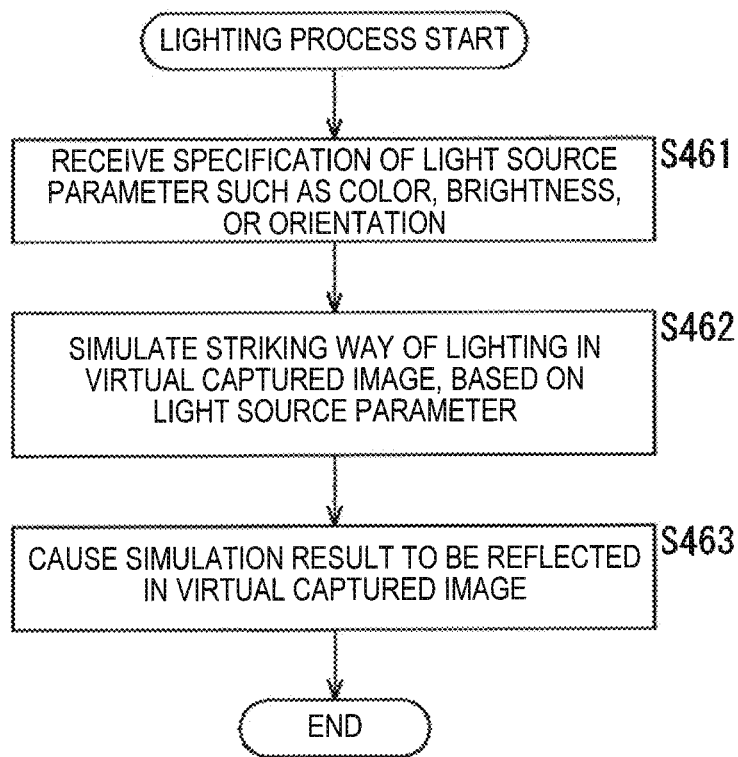 LIGHTING PROCESS START
S461
RECEIVE SPECIFICATION OF LIGHT SOURCE
PARAMETER SUCH AS COLOR, BRIGHTNESS,
OR ORIENTATION
S462
SIMULATE STRIKING WAY OF LIGHTING IN
VIRTUAL CAPTURED IMAGE, BASED ON
LIGHT SOURCE PARAMETER
S463
CAUSE SIMULATION RESULT TO BE REFLECTED
IN VIRTUAL CAPTURED IMAGE
END